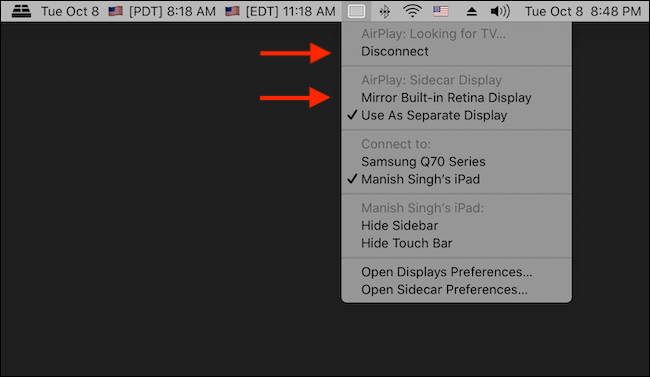 Tue Oct 8 [PDT] 8:18 AM [EDT] 11:18 AM Tue Oct 8 8:48 PM
AirPlay: Looking for TV...
Disconnect
AirPlay: Sidecar Display
Mirror Built-in Retina Display
✓ Use As Separate Display
Connect to:
Samsung Q70 Series
✓ Manish Singh's iPad
Manish Singh's iPad:
Hide Sidebar
Hide Touch Bar
Open Displays Preferences...
Open Sidecar Preferences...